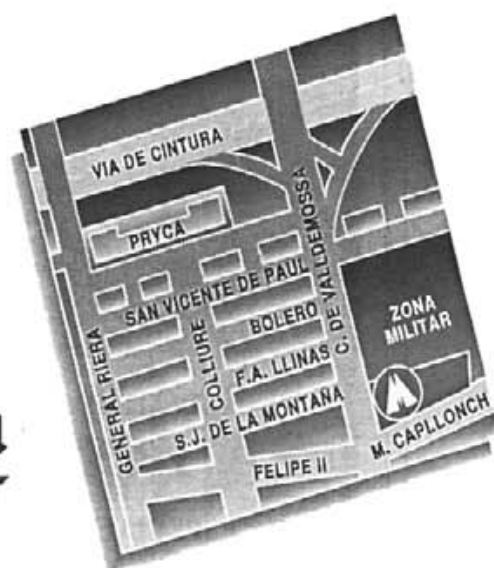 VIA DE CINTURA
PRYCA
SAN VICENTE DE PAUL
BOLERO
F.A. LLINAS
S.J. DE LA MONTAÑA
FELIPE II
GENERAL RIERA
COLLIURE
C. DE VALLDEMOSSA
ZONA
MILITAR
M. CAPLLONCH